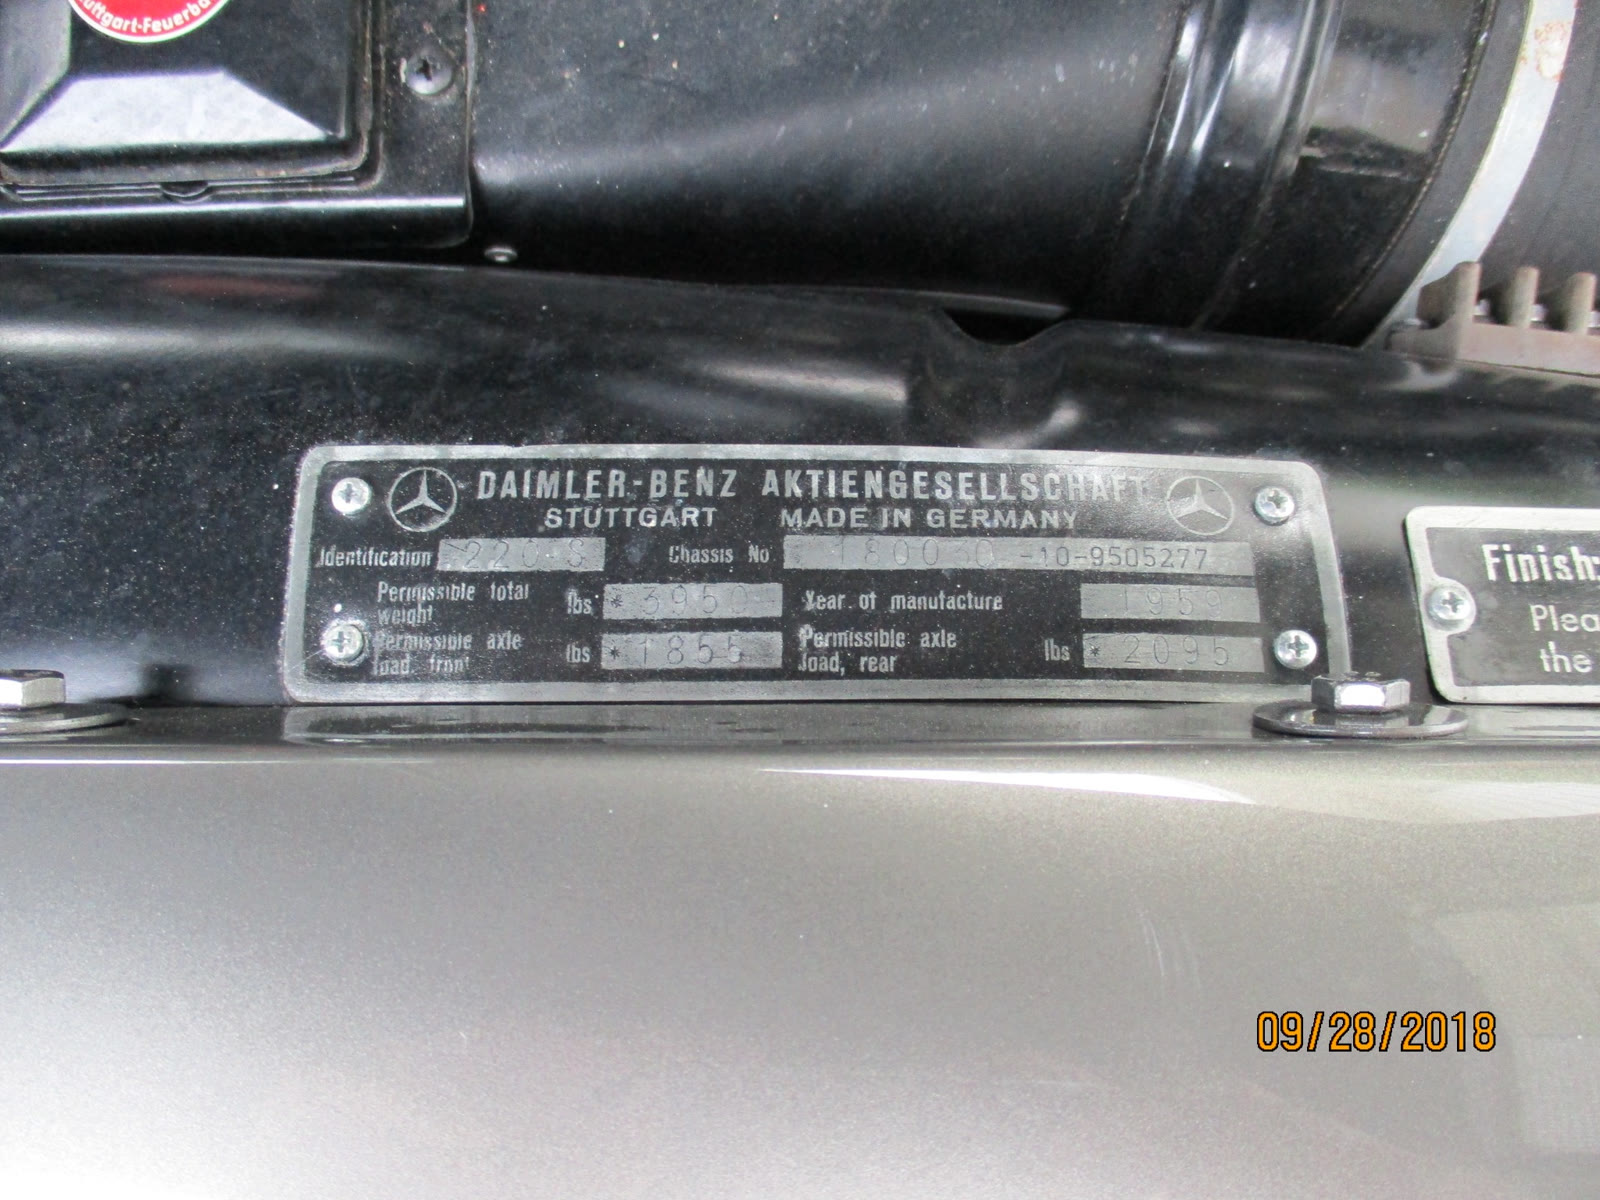 Stuttgart-Feuerba
DAIMLER-BENZ AKTIENGESELLSCHAFT
STUTTGART MADE IN GERMANY
Identification 220 S Chassis No 180030-10-9505277
Permissible total weight lbs * 3950 Year of manufacture 1959
Permissible axle load, front lbs * 1855 Permissible axle load, rear lbs * 2095
Finish:
Plea
the
09/28/2018